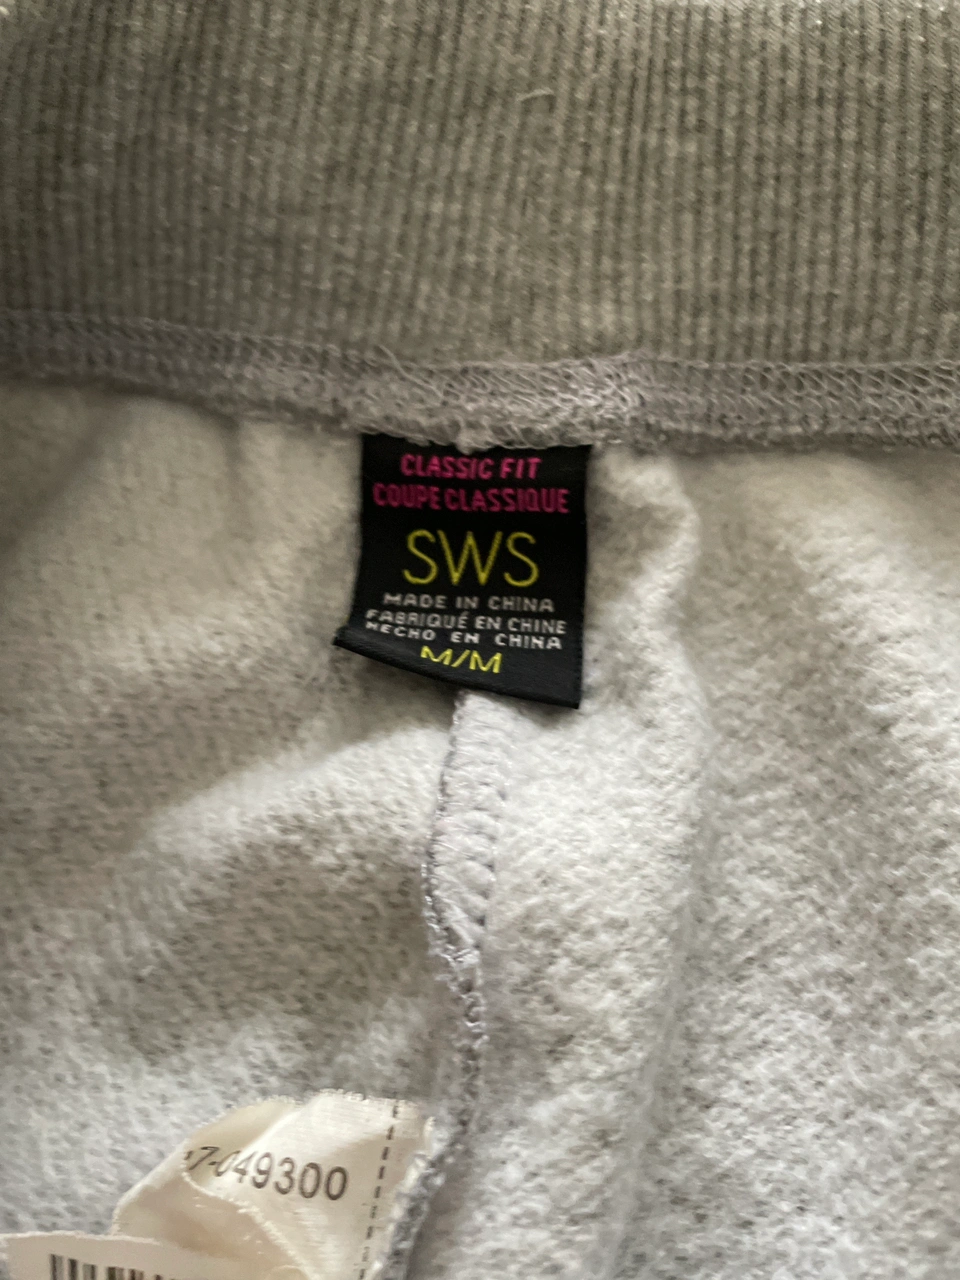 CLASSIC FIT
COUPE CLASSIQUE
SWS
MADE IN CHINA
FABRIQUÉ EN CHINE
HECHO EN CHINA
M/M
7-049300